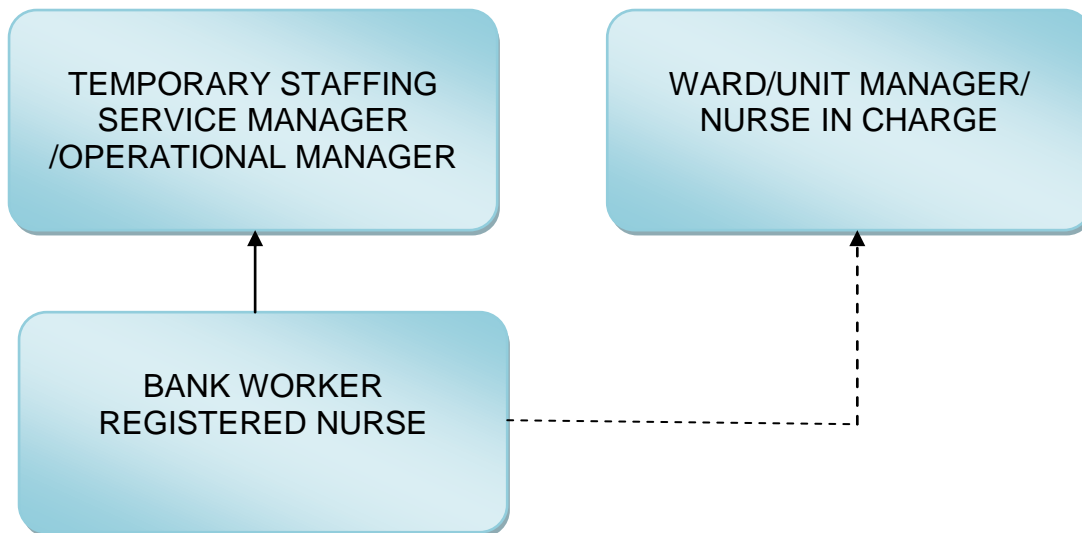 TEMPORARY STAFFING
SERVICE MANAGER
/OPERATIONAL MANAGER
WARD/UNIT MANAGER/
NURSE IN CHARGE
BANK WORKER
REGISTERED NURSE